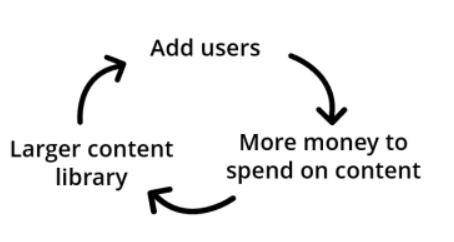 Add users
More money to
spend on content
Larger content
library